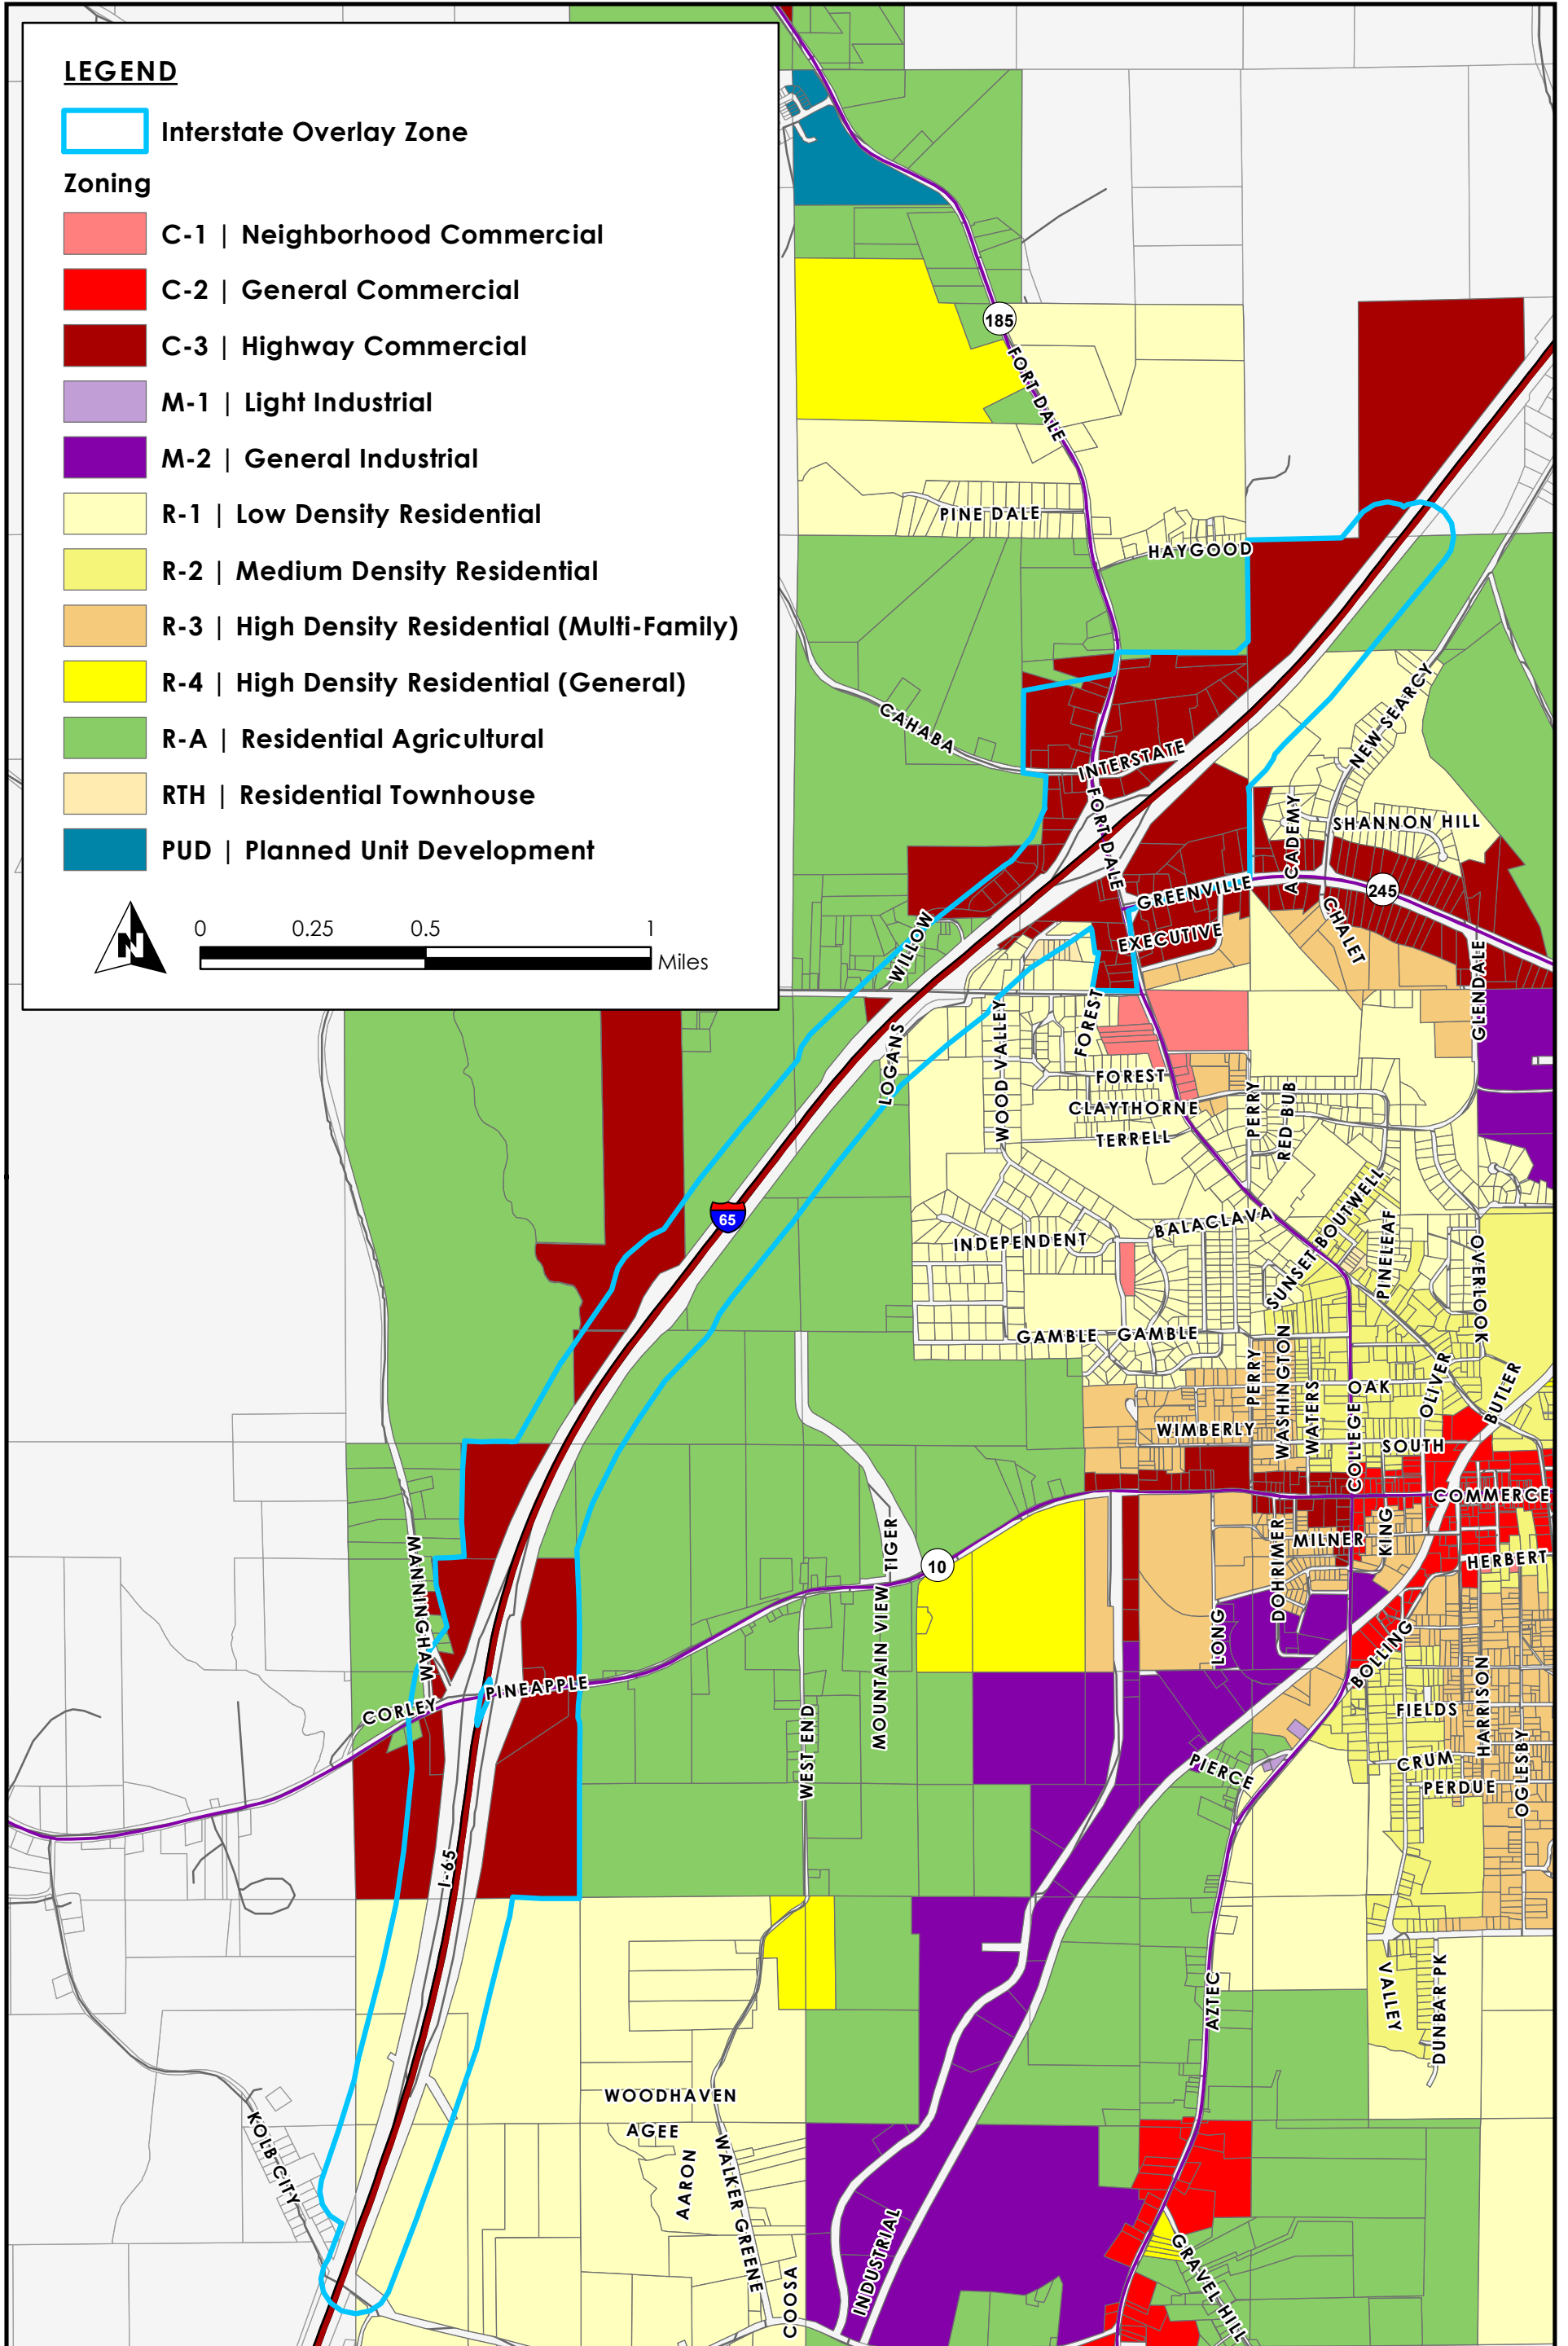 LEGEND
Interstate Overlay Zone
Zoning
C-1 | Neighborhood Commercial
C-2 | General Commercial
C-3 | Highway Commercial
M-1 | Light Industrial
M-2 | General Industrial
R-1 | Low Density Residential
R-2 | Medium Density Residential
R-3 | High Density Residential (Multi-Family)
R-4 | High Density Residential (General)
R-A | Residential Agricultural
RTH | Residential Townhouse
PUD | Planned Unit Development
N
0 0.25 0.5 1
Miles
185
FORT DALE
PINE DALE
HAYGOOD
CAHABA
INTERSTATE
NEW SEARCY
FORT DALE
ACADEMY
SHANNON HILL
GREENVILLE
245
EXECUTIVE
CHALET
WILLOW
GLENDALE
LOGANS
WOOD VALLEY
FOREST
FOREST
CLAYTHORNE
PERRY
RED BUB
TERRELL
65
INDEPENDENT
BALACLAVA
SUNSET
BOUTWELL
PINELEAF
OVERLOOK
GAMBLE
GAMBLE
PERRY
WASHINGTON
WATERS
OAK
OLIVER
BUTLER
WIMBERLY
COLLEGE
SOUTH
COMMERCE
MANNINGHAM
TIGER
10
DOHRIMER
MILNER
KING
HERBERT
MOUNTAIN VIEW
LONG
BOLLING
CORLEY
PINEAPPLE
WEST END
FIELDS
HARRISON
PIERCE
CRUM
PERDUE
OGLESBY
I-65
AZTEC
VALLEY
DUNBAR PK
WOODHAVEN
AGEE
AARON
WALKER GREENE
KOLB CITY
COOSA
INDUSTRIAL
GRAVEL HILL